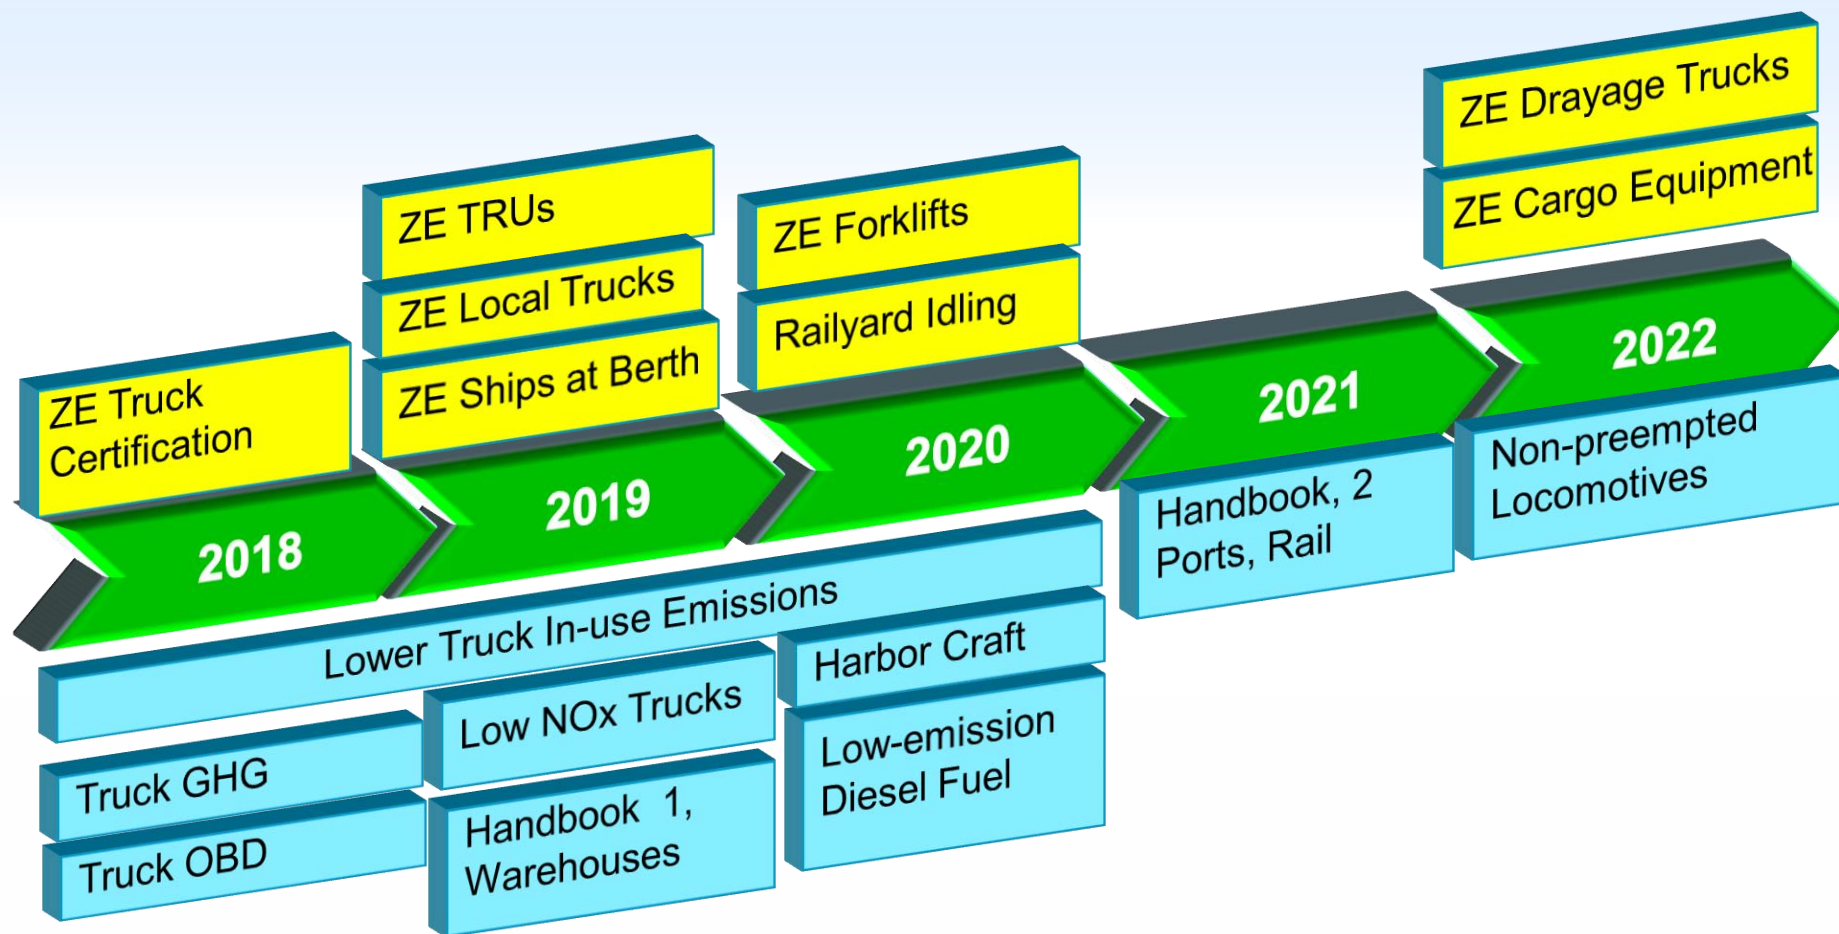 ZE Drayage Trucks
ZE Cargo Equipment
ZE TRUs
ZE Local Trucks
ZE Ships at Berth
ZE Forklifts
Railyard Idling
ZE Truck
Certification
2018
2019
2020
2021
2022
Lower Truck In-use Emissions
Truck GHG
Truck OBD
Low NOx Trucks
Handbook 1,
Warehouses
Harbor Craft
Low-emission
Diesel Fuel
Handbook, 2
Ports, Rail
Non-preempted
Locomotives